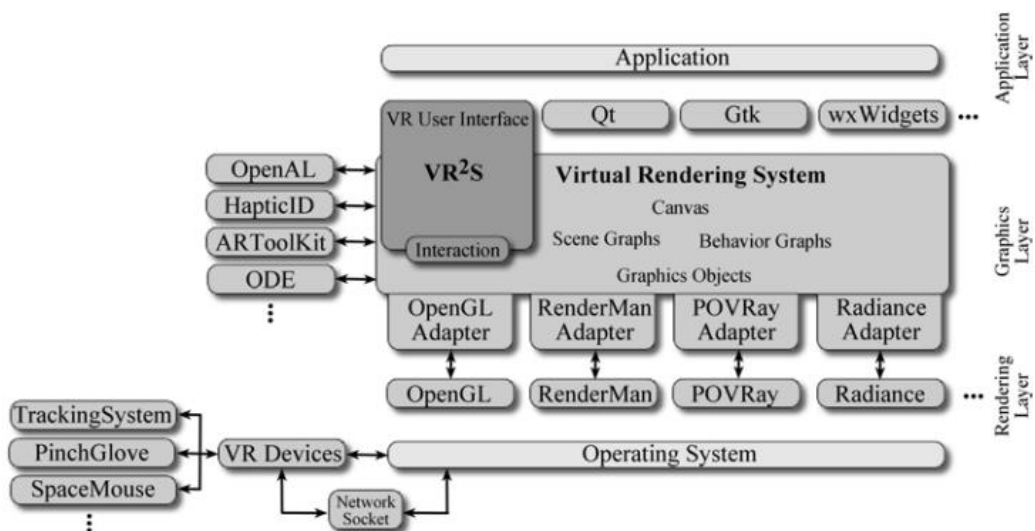 Application
Application
Layer
VR User Interface
Qt
Gtk
wxWidgets
...
VR²S
Virtual Rendering System
Canvas
Scene Graphs
Behavior Graphs
Graphics Objects
Interaction
Graphics
Layer
OpenAL
HapticID
ARToolKit
ODE
...
OpenGL
Adapter
RenderMan
Adapter
POVRay
Adapter
Radiance
Adapter
OpenGL
RenderMan
POVRay
Radiance
...
Rendering
Layer
TrackingSystem
PinchGlove
SpaceMouse
...
VR Devices
Operating System
Network
Socket